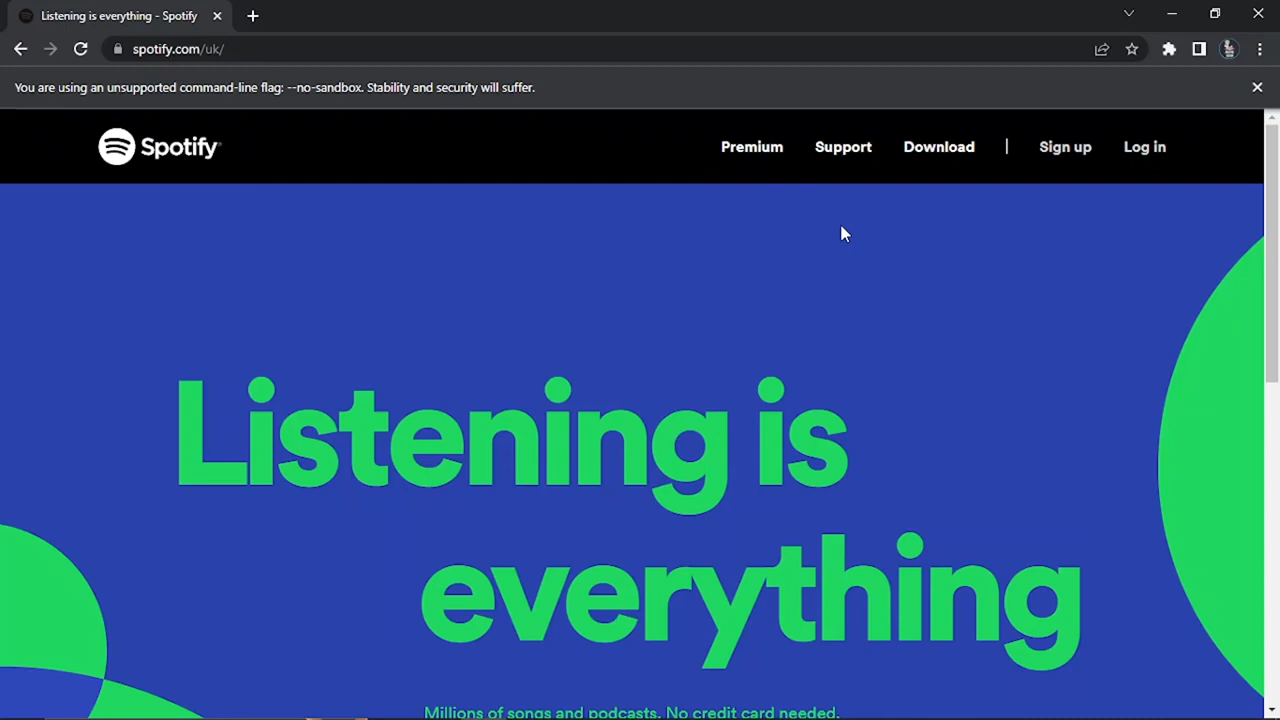 Listening is everything - Spotify
spotify.com/uk/
You are using an unsupported command-line flag: --no-sandbox. Stability and security will suffer.
Spotify
Premium Support Download | Sign up Log in
Listening is
everything
Millions of songs and podcasts. No credit card needed.